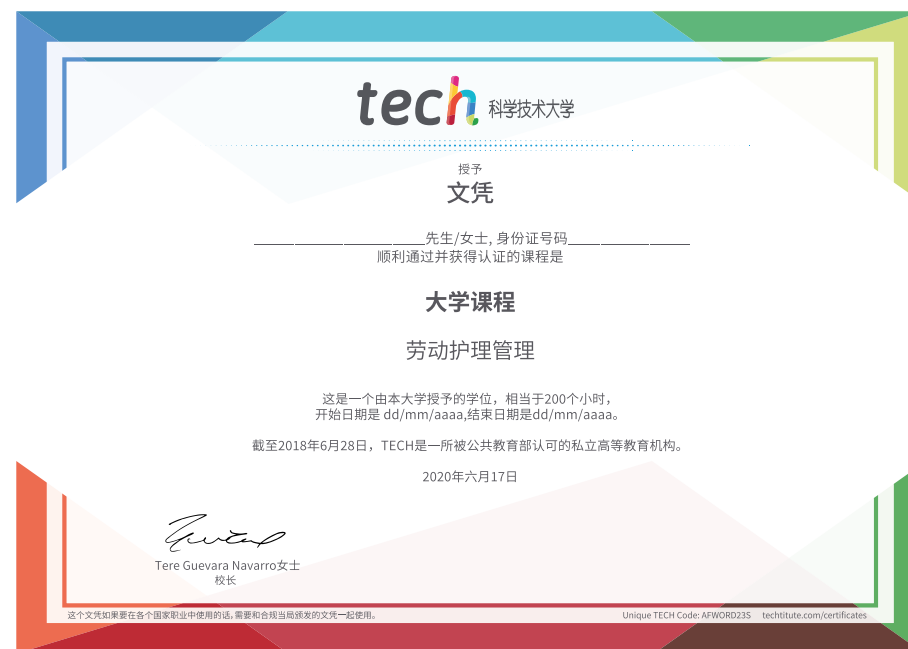 tech 科学技术大学
授予
文凭
先生/女士, 身份证号码
顺利通过并获得认证的课程是
大学课程
劳动护理管理
这是一个由本大学授予的学位，相当于200个小时，
开始日期是 dd/mm/aaaa,结束日期是dd/mm/aaaa。
截至2018年6月28日，TECH是一所被公共教育部认可的私立高等教育机构。
2020年六月17日
Tere Guevara Navarro女士
校长
这个文凭如果要在各个国家职业中使用的话,需要和合规当局颁发的文凭一起使用。
Unique TECH Code: AFWORD23S techtitute.com/certificates